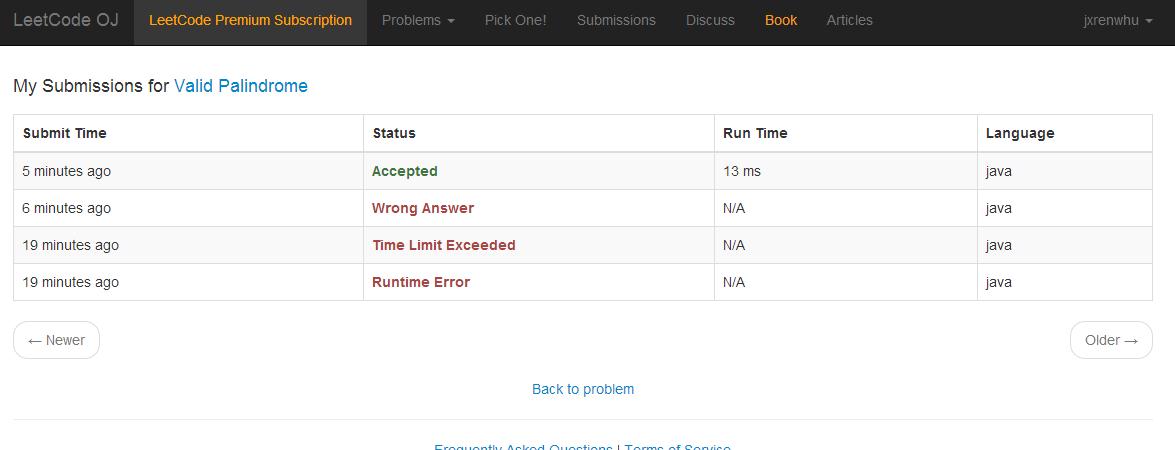 LeetCode OJ LeetCode Premium Subscription Problems Pick One! Submissions Discuss Book Articles jxrenwhu
My Submissions for Valid Palindrome
Submit Time Status Run Time Language
5 minutes ago Accepted 13 ms java
6 minutes ago Wrong Answer N/A java
19 minutes ago Time Limit Exceeded N/A java
19 minutes ago Runtime Error N/A java
← Newer Older →
Back to problem
Frequently Asked Questions | Terms of Service